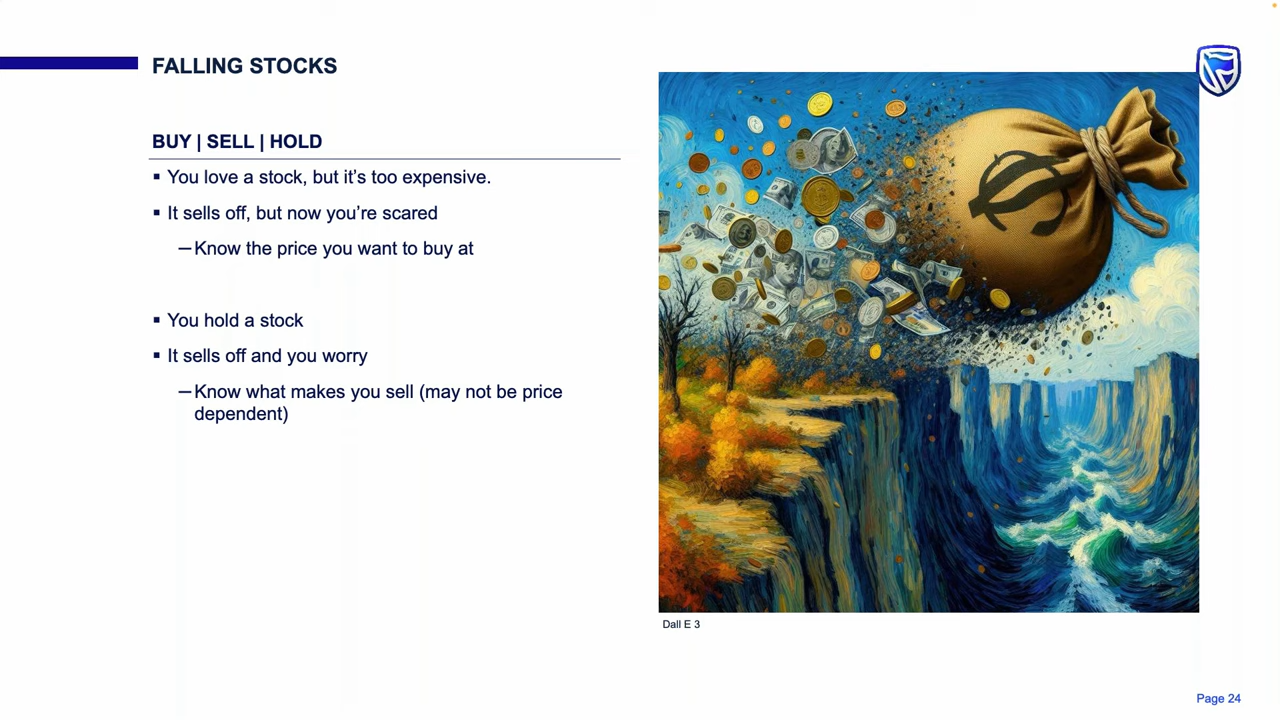 FALLING STOCKS
BUY | SELL | HOLD
▪ You love a stock, but it’s too expensive.
▪ It sells off, but now you’re scared
–Know the price you want to buy at
▪ You hold a stock
▪ It sells off and you worry
–Know what makes you sell (may not be price
dependent)
Dall E 3
Page 24